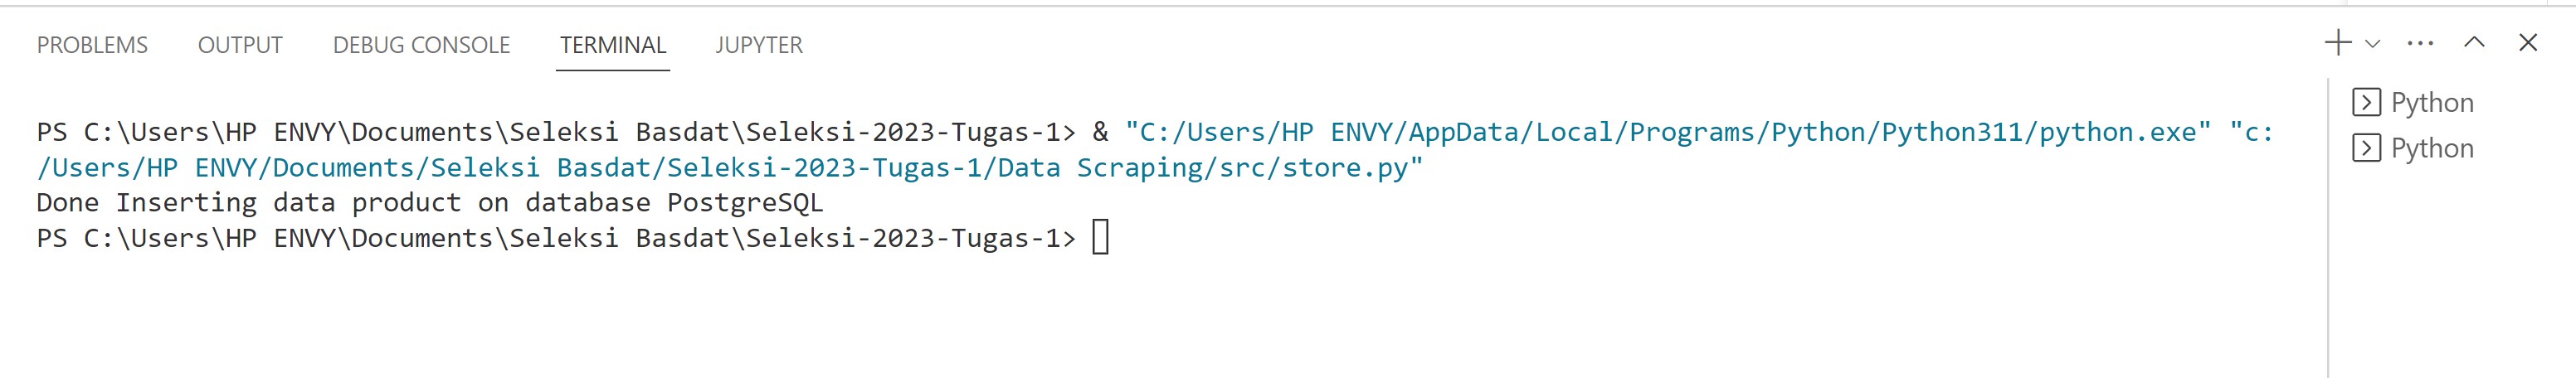 PROBLEMS OUTPUT DEBUG CONSOLE TERMINAL JUPYTER
PS C:\Users\HP ENVY\Documents\Seleksi Basdat\Seleksi-2023-Tugas-1> & "C:/Users/HP ENVY/AppData/Local/Programs/Python/Python311/python.exe" "c:
/Users/HP ENVY/Documents/Seleksi Basdat/Seleksi-2023-Tugas-1/Data Scraping/src/store.py"
Done Inserting data product on database PostgreSQL
PS C:\Users\HP ENVY\Documents\Seleksi Basdat\Seleksi-2023-Tugas-1>
Python
Python